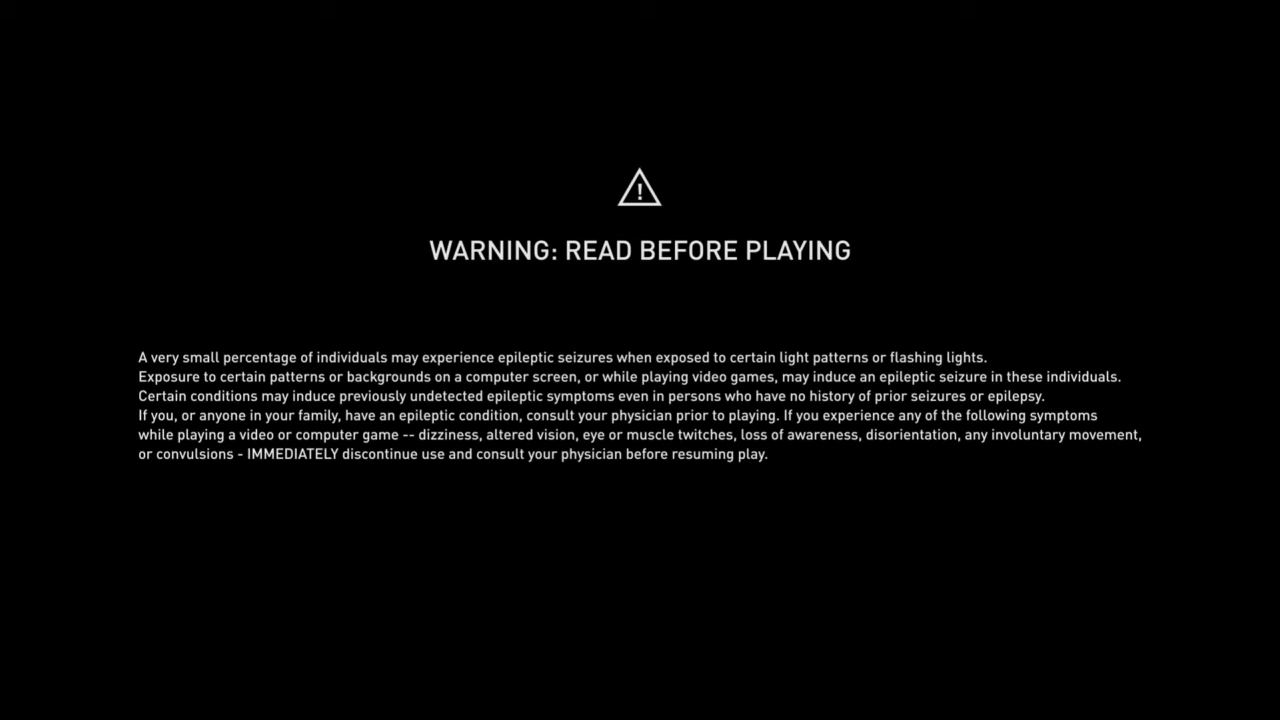 WARNING: READ BEFORE PLAYING
A very small percentage of individuals may experience epileptic seizures when exposed to certain light patterns or flashing lights.
Exposure to certain patterns or backgrounds on a computer screen, or while playing video games, may induce an epileptic seizure in these individuals.
Certain conditions may induce previously undetected epileptic symptoms even in persons who have no history of prior seizures or epilepsy.
If you, or anyone in your family, have an epileptic condition, consult your physician prior to playing. If you experience any of the following symptoms
while playing a video or computer game -- dizziness, altered vision, eye or muscle twitches, loss of awareness, disorientation, any involuntary movement,
or convulsions - IMMEDIATELY discontinue use and consult your physician before resuming play.